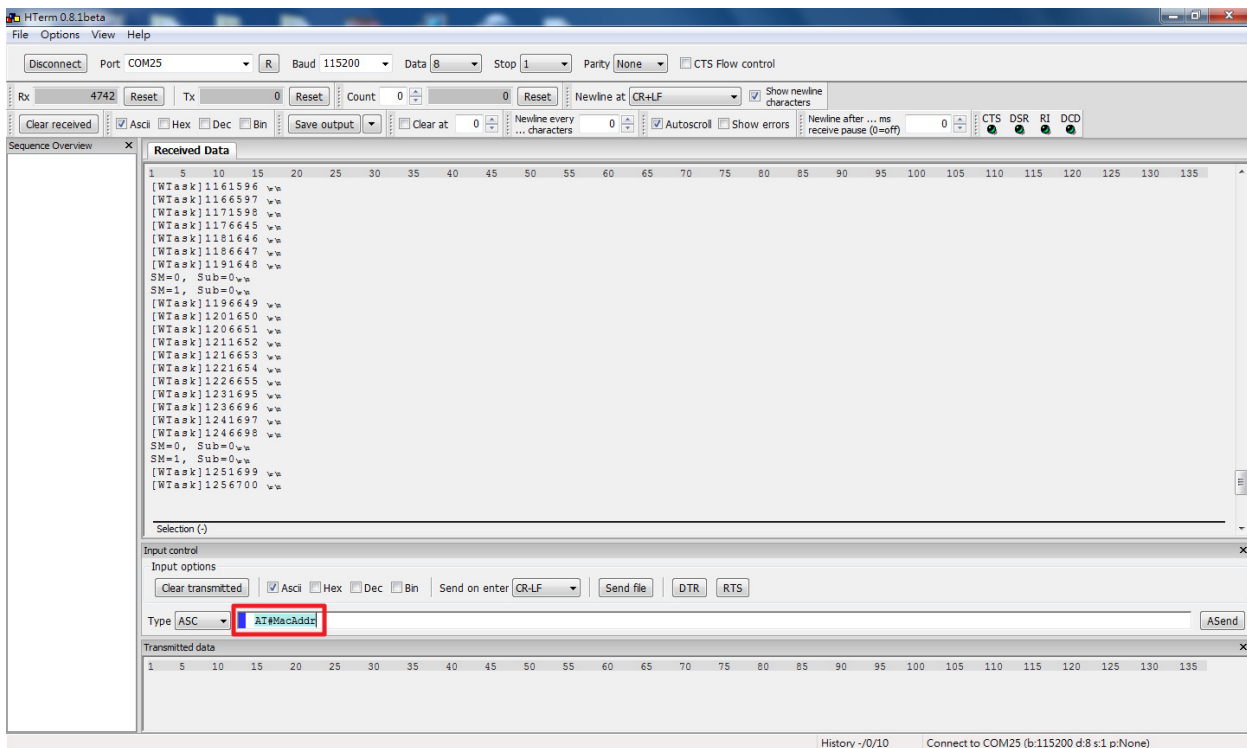 HTerm 0.8.1beta
File Options View Help
Disconnect Port COM25 R Baud 115200 Data 8 Stop 1 Parity None CTS Flow control
Rx 4742 Reset Tx 0 Reset Count 0 0 Reset Newline at CR+LF Show newline characters
Clear received Ascii Hex Dec Bin Save output Clear at 0 Newline every ... characters 0 Autoscroll Show errors Newline after ... ms receive pause (0=off) 0 CTS DSR RI DCD
Sequence Overview
Received Data
1 5 10 15 20 25 30 35 40 45 50 55 60 65 70 75 80 85 90 95 100 105 110 115 120 125 130 135
[WTask]1161596 \r\n
[WTask]1166597 \r\n
[WTask]1171598 \r\n
[WTask]1176645 \r\n
[WTask]1181646 \r\n
[WTask]1186647 \r\n
[WTask]1191648 \r\n
SM=0, Sub=0\r\n
SM=1, Sub=0\r\n
[WTask]1196649 \r\n
[WTask]1201650 \r\n
[WTask]1206651 \r\n
[WTask]1211652 \r\n
[WTask]1216653 \r\n
[WTask]1221654 \r\n
[WTask]1226655 \r\n
[WTask]1231695 \r\n
[WTask]1236696 \r\n
[WTask]1241697 \r\n
[WTask]1246698 \r\n
SM=0, Sub=0\r\n
SM=1, Sub=0\r\n
[WTask]1251699 \r\n
[WTask]1256700 \r\n
Selection (-)
Input control
Input options
Clear transmitted Ascii Hex Dec Bin Send on enter CR-LF Send file DTR RTS
Type ASC AT#MacAddr ASend
Transmitted data
1 5 10 15 20 25 30 35 40 45 50 55 60 65 70 75 80 85 90 95 100 105 110 115 120 125 130 135
History -/0/10 Connect to COM25 (b:115200 d:8 s:1 p:None)